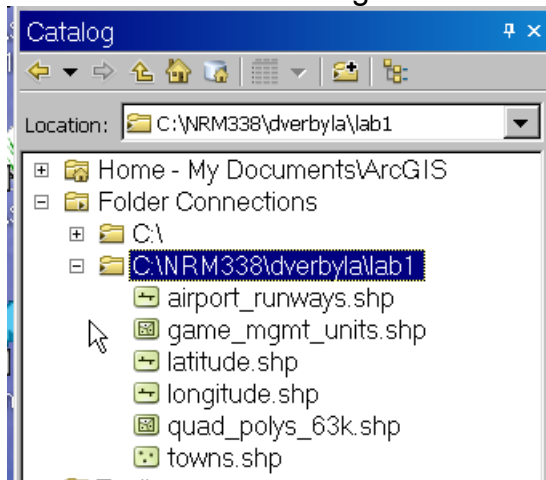 Catalog
Location: C:\NRM338\dverbyla\lab1
Home - My Documents\ArcGIS
Folder Connections
C:\
C:\NRM338\dverbyla\lab1
airport_runways.shp
game_mgmt_units.shp
latitude.shp
longitude.shp
quad_polys_63k.shp
towns.shp